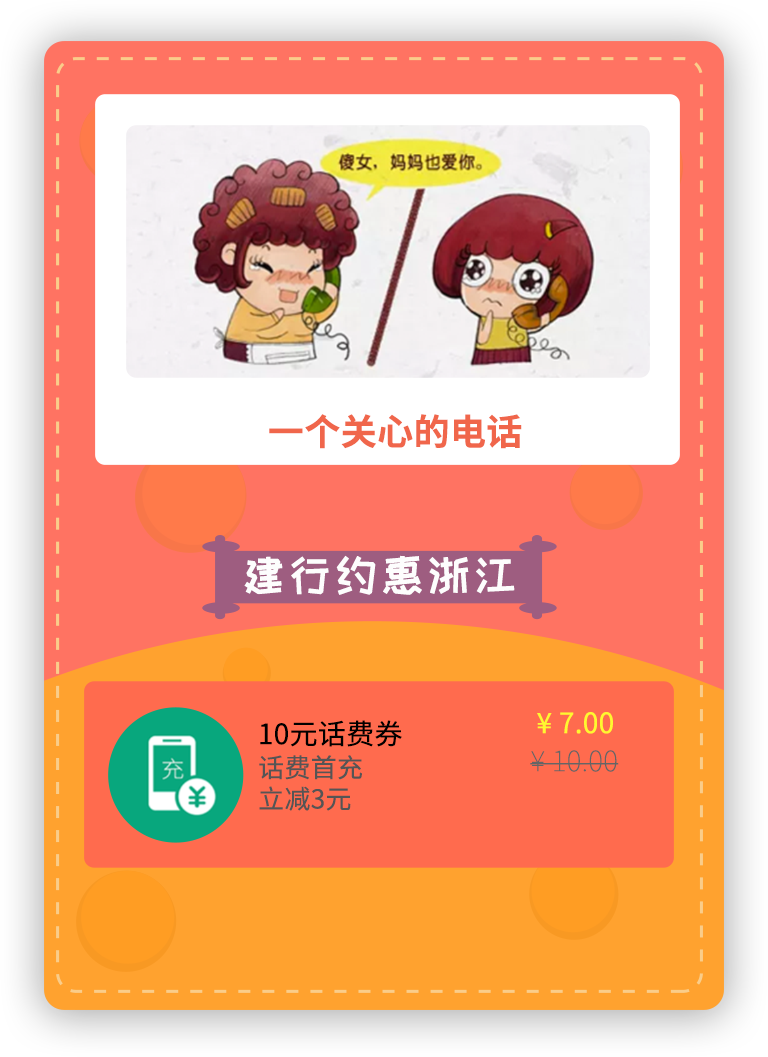 傻女，妈妈也爱你。
一个关心的电话
建行约惠浙江
充
¥
10元话费券
话费首充
立减3元
¥ 7.00
¥ 10.00